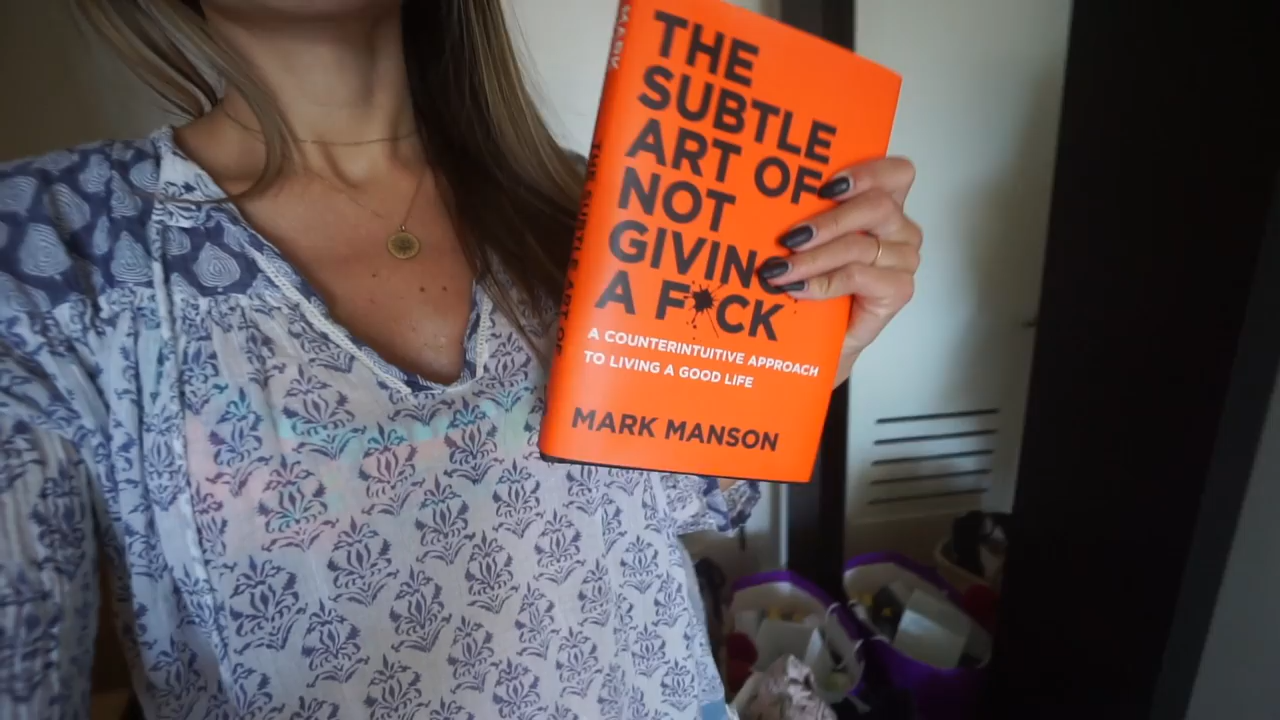 THE
SUBTLE
ART OF
NOT
GIVING
A F*CK
A COUNTERINTUITIVE APPROACH
TO LIVING A GOOD LIFE
MARK MANSON